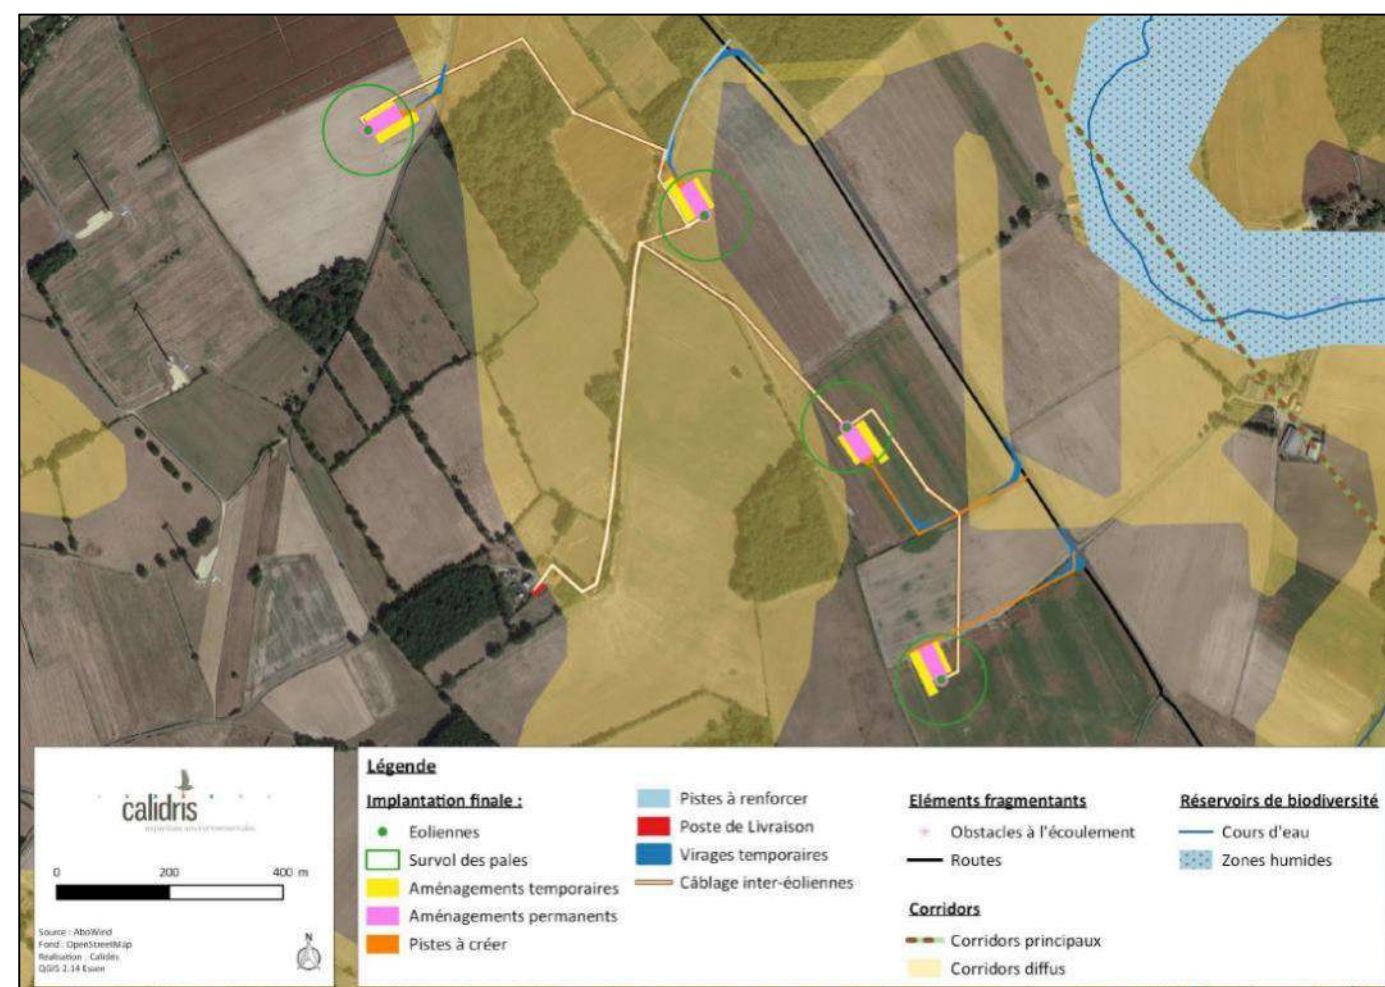 calidris
expertises environnementales
0 200 400 m
Source : AboWind
Fond : OpenStreetMap
Réalisation : Calidris
QGIS 2.14 Essen
N
Légende
Implantation finale :
Eoliennes
Survol des pales
Aménagements temporaires
Aménagements permanents
Pistes à créer
Pistes à renforcer
Poste de Livraison
Virages temporaires
Câblage inter-éoliennes
Eléments fragmentants
Obstacles à l'écoulement
Routes
Corridors
Corridors principaux
Corridors diffus
Réservoirs de biodiversité
Cours d'eau
Zones humides